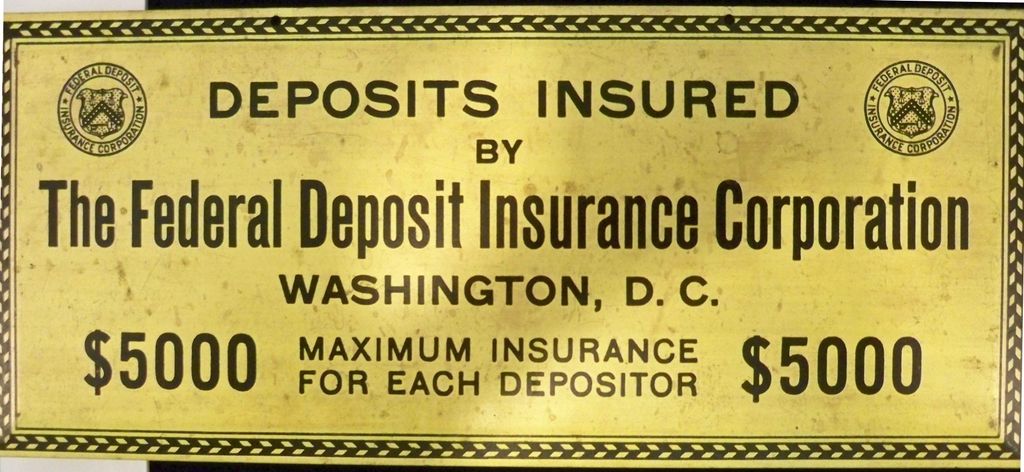 FEDERAL DEPOSIT INSURANCE CORPORATION
FEDERAL DEPOSIT INSURANCE CORPORATION
DEPOSITS INSURED
BY
The Federal Deposit Insurance Corporation
WASHINGTON, D. C.
$5000 MAXIMUM INSURANCE FOR EACH DEPOSITOR $5000